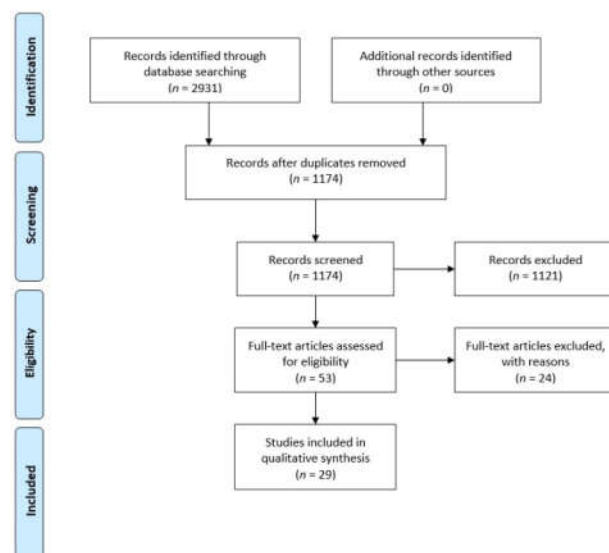 Identification
Records identified through
database searching
(n = 2931)
Additional records identified
through other sources
(n = 0)
Records after duplicates removed
(n = 1174)
Screening
Records screened
(n = 1174)
Records excluded
(n = 1121)
Eligibility
Full-text articles assessed
for eligibility
(n = 53)
Full-text articles excluded,
with reasons
(n = 24)
Included
Studies included in
qualitative synthesis
(n = 29)